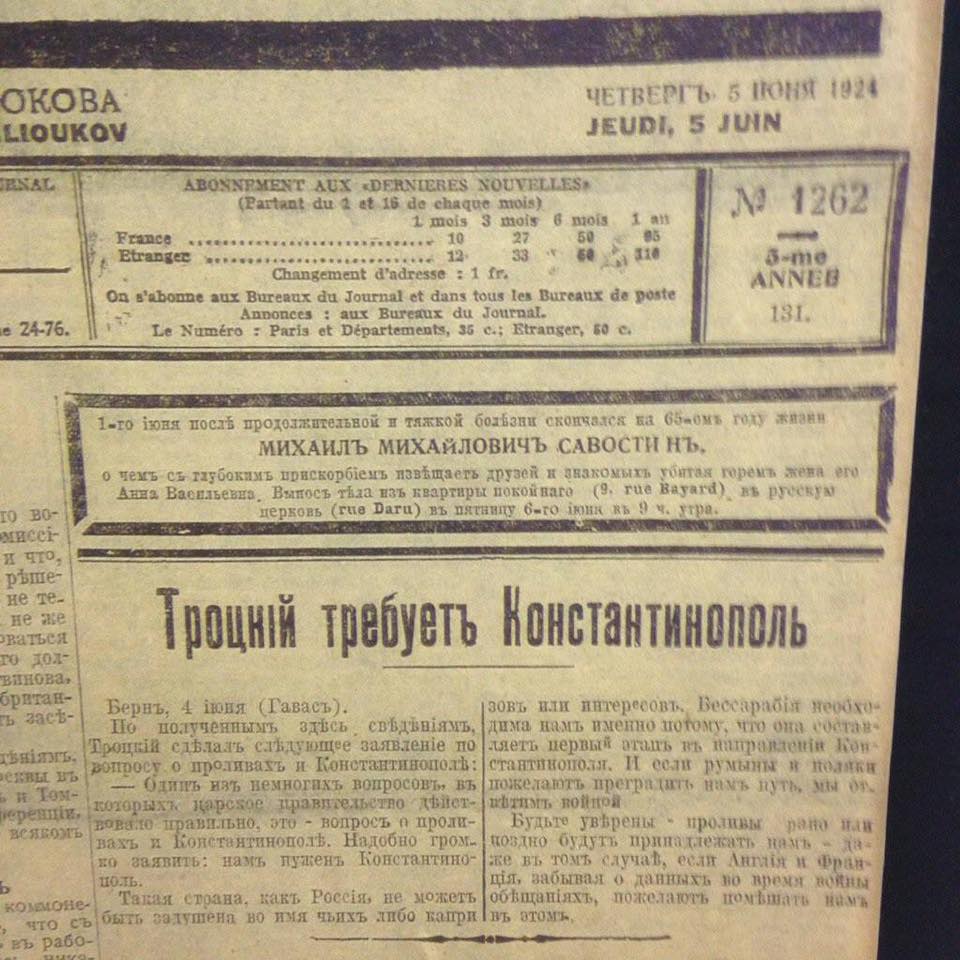 ОКОВА
LIOUKOV
ЧЕТВЕРГЪ 5 ІЮНЯ 1924
JEUDI, 5 JUIN
ABONNEMENT AUX «DERNIERES NOUVELLES»
(Partant du 1 et 16 de chaque mois)
1 mois 3 mois 6 mois 1 an
France 10 27 50 95
Etranger 12 33 60 110
Changement d'adresse : 1 fr.
On s'abonne aux Bureaux du Journal et dans tous les Bureaux de poste
Annonces : aux Bureaux du Journal.
Le Numéro : Paris et Départements, 35 c.; Etranger, 50 c.
24-76.
№ 1262
5-me
ANNEE
131.
1-го іюня послѣ продолжительной и тяжкой болѣзни скончался на 65-омъ году жизни
МИХАИЛЪ МИХАЙЛОВИЧЪ САВОСТИНЪ,
о чемъ съ глубокимъ прискорбіемъ извѣщаетъ друзей и знакомыхъ убитая горемъ жена его
Анна Васильевна. Выносъ тѣла изъ квартиры покойнаго (9, rue Bayard) въ русскую
церковь (rue Daru) въ пятницу 6-го іюня въ 9 ч. утра.
Троцкій требуетъ Константинополь
Бернъ, 4 іюня (Гавасъ).
По полученнымъ здѣсь свѣдѣніямъ,
Троцкій сдѣлалъ слѣдующее заявленіе по
вопросу о проливахъ и Константинополѣ:
— Одинъ изъ немногихъ вопросовъ, въ
которыхъ царское правительство дѣйст-
вовало правильно, это - вопросъ о проли-
вахъ и Константинополѣ. Надобно гром-
ко заявить: намъ нуженъ Константино-
поль.
Такая страна, какъ Россія, не можетъ
быть задушена во имя чьихъ либо капри
зовъ или интересовъ. Бессарабія необхо-
дима намъ именно потому, что она состав-
ляетъ первый этапъ въ направленіи Кон-
стантинополя. И если румыны и поляки
пожелаютъ преградить намъ путь, мы от-
вѣтимъ войной
Будьте увѣрены - проливы рано или
поздно будутъ принадлежать намъ - да-
же въ томъ случаѣ, если Англія и Фран-
ція, забывая о данныхъ во время войны
обѣщаніяхъ, пожелаютъ помѣшать намъ
въ этомъ.